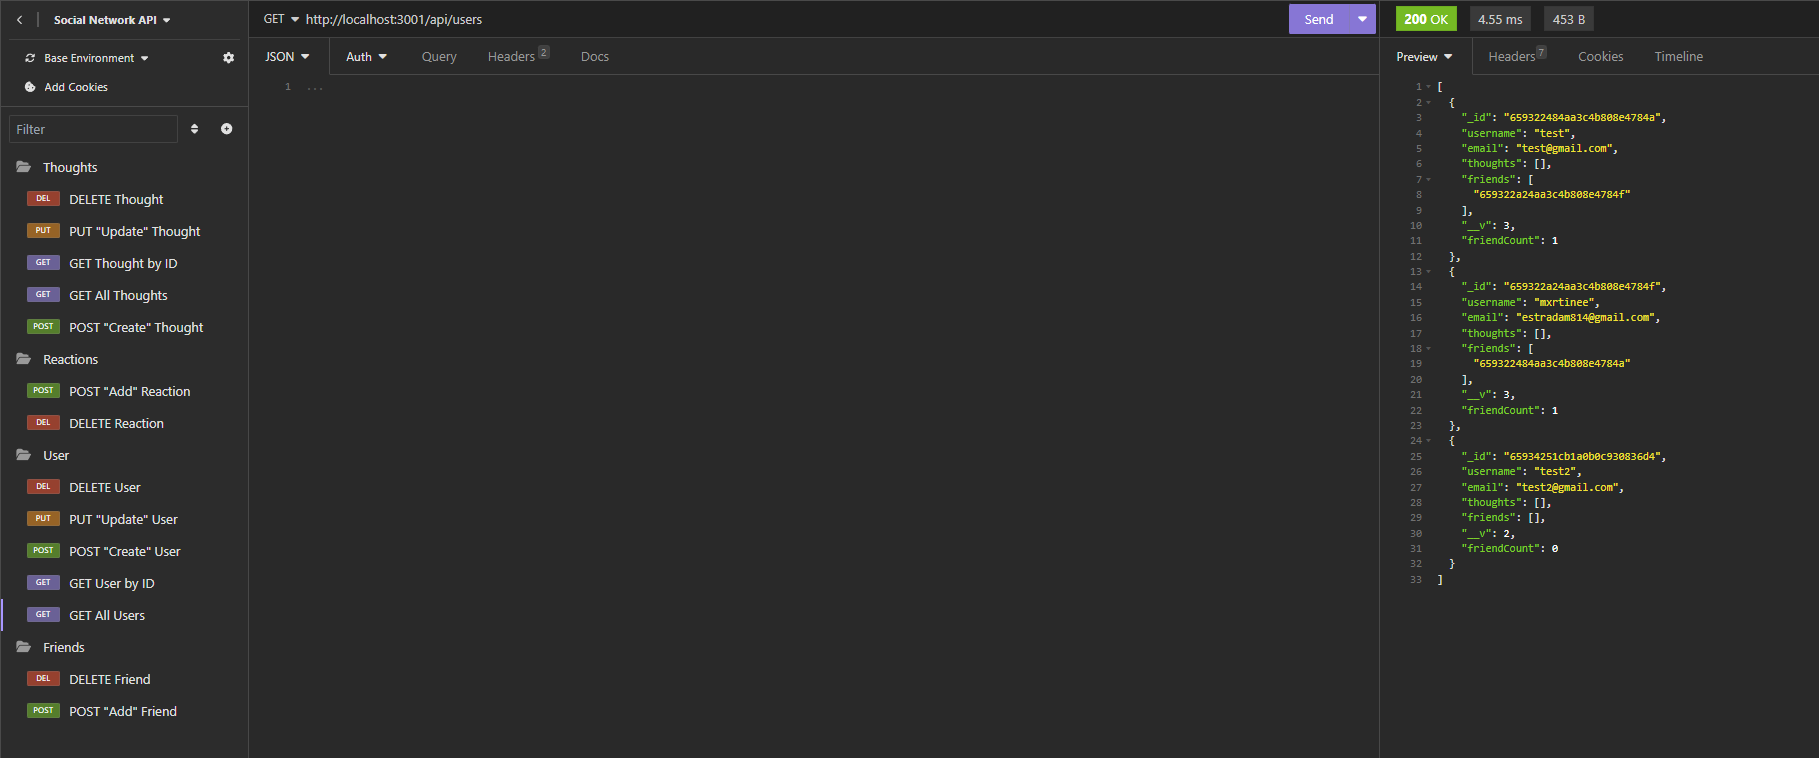 Social Network API
Base Environment
Add Cookies
Filter
Thoughts
DEL DELETE Thought
PUT PUT "Update" Thought
GET GET Thought by ID
GET GET All Thoughts
POST POST "Create" Thought
Reactions
POST POST "Add" Reaction
DEL DELETE Reaction
User
DEL DELETE User
PUT PUT "Update" User
POST POST "Create" User
GET GET User by ID
GET GET All Users
Friends
DEL DELETE Friend
POST POST "Add" Friend
GET http://localhost:3001/api/users Send
JSON Auth Query Headers 2 Docs
1 ...
200 OK 4.55 ms 453 B
Preview Headers 7 Cookies Timeline
1 [
2 {
3 "_id": "659322484aa3c4b808e4784a",
4 "username": "test",
5 "email": "test@gmail.com",
6 "thoughts": [],
7 "friends": [
8 "659322a24aa3c4b808e4784f"
9 ],
10 "__v": 3,
11 "friendCount": 1
12 },
13 {
14 "_id": "659322a24aa3c4b808e4784f",
15 "username": "mxrtinee",
16 "email": "estradam814@gmail.com",
17 "thoughts": [],
18 "friends": [
19 "659322484aa3c4b808e4784a"
20 ],
21 "__v": 3,
22 "friendCount": 1
23 },
24 {
25 "_id": "65934251cb1a0b0c930836d4",
26 "username": "test2",
27 "email": "test2@gmail.com",
28 "thoughts": [],
29 "friends": [],
30 "__v": 2,
31 "friendCount": 0
32 }
33 ]